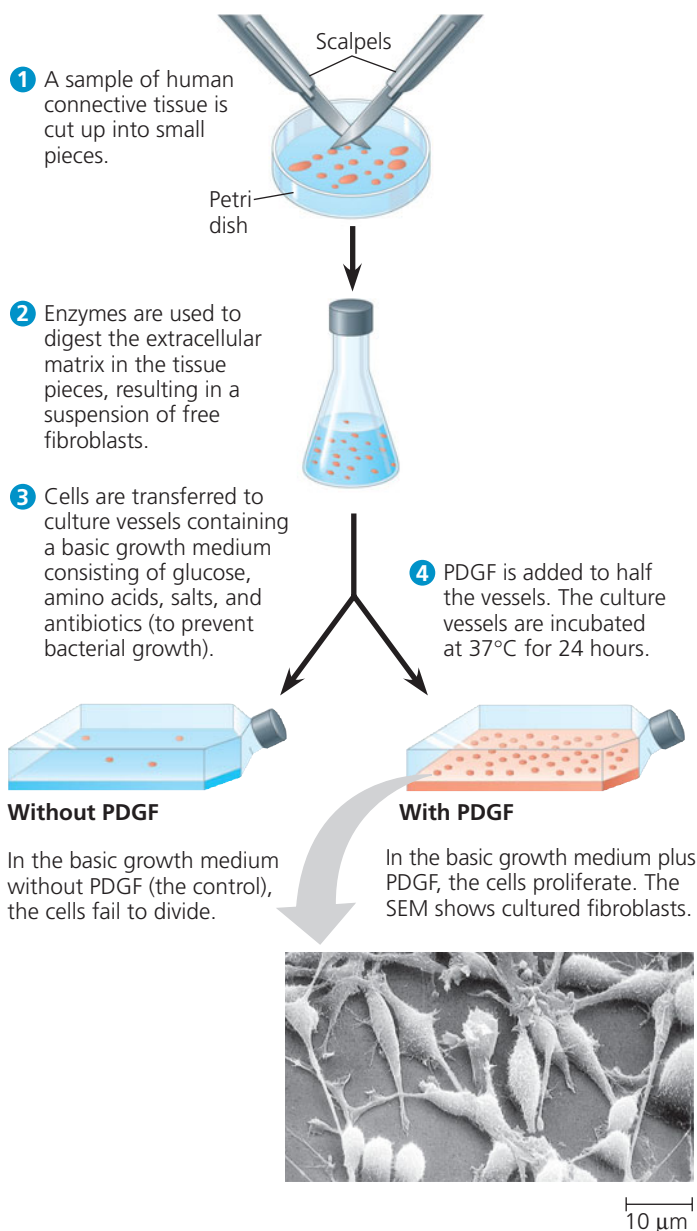 Scalpels
1 A sample of human
connective tissue is
cut up into small
pieces.
Petri
dish
2 Enzymes are used to
digest the extracellular
matrix in the tissue
pieces, resulting in a
suspension of free
fibroblasts.
3 Cells are transferred to
culture vessels containing
a basic growth medium
consisting of glucose,
amino acids, salts, and
antibiotics (to prevent
bacterial growth).
4 PDGF is added to half
the vessels. The culture
vessels are incubated
at 37°C for 24 hours.
Without PDGF
In the basic growth medium
without PDGF (the control),
the cells fail to divide.
With PDGF
In the basic growth medium plus
PDGF, the cells proliferate. The
SEM shows cultured fibroblasts.
10 μm